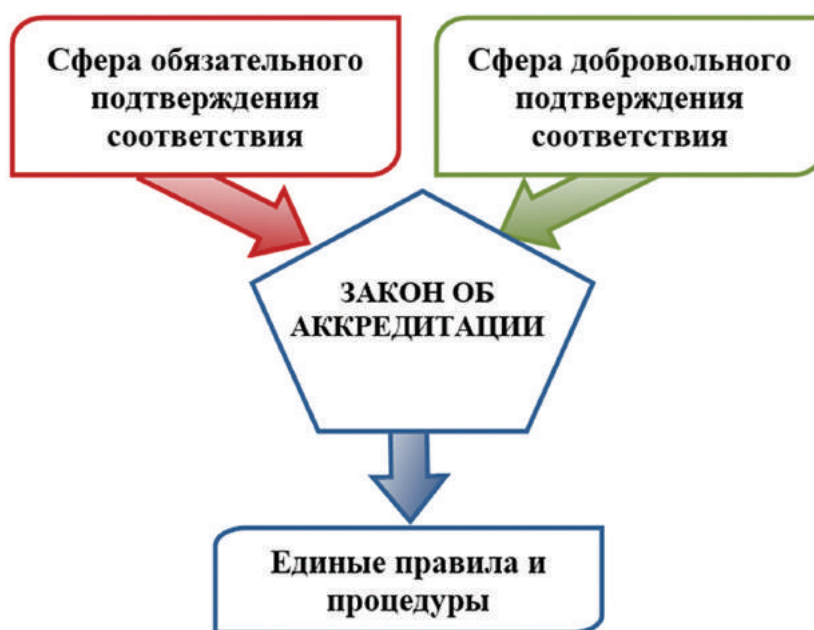 Сфера обязательного
подтверждения
соответствия
Сфера добровольного
подтверждения
соответствия
ЗАКОН ОБ
АККРЕДИТАЦИИ
Единые правила и
процедуры